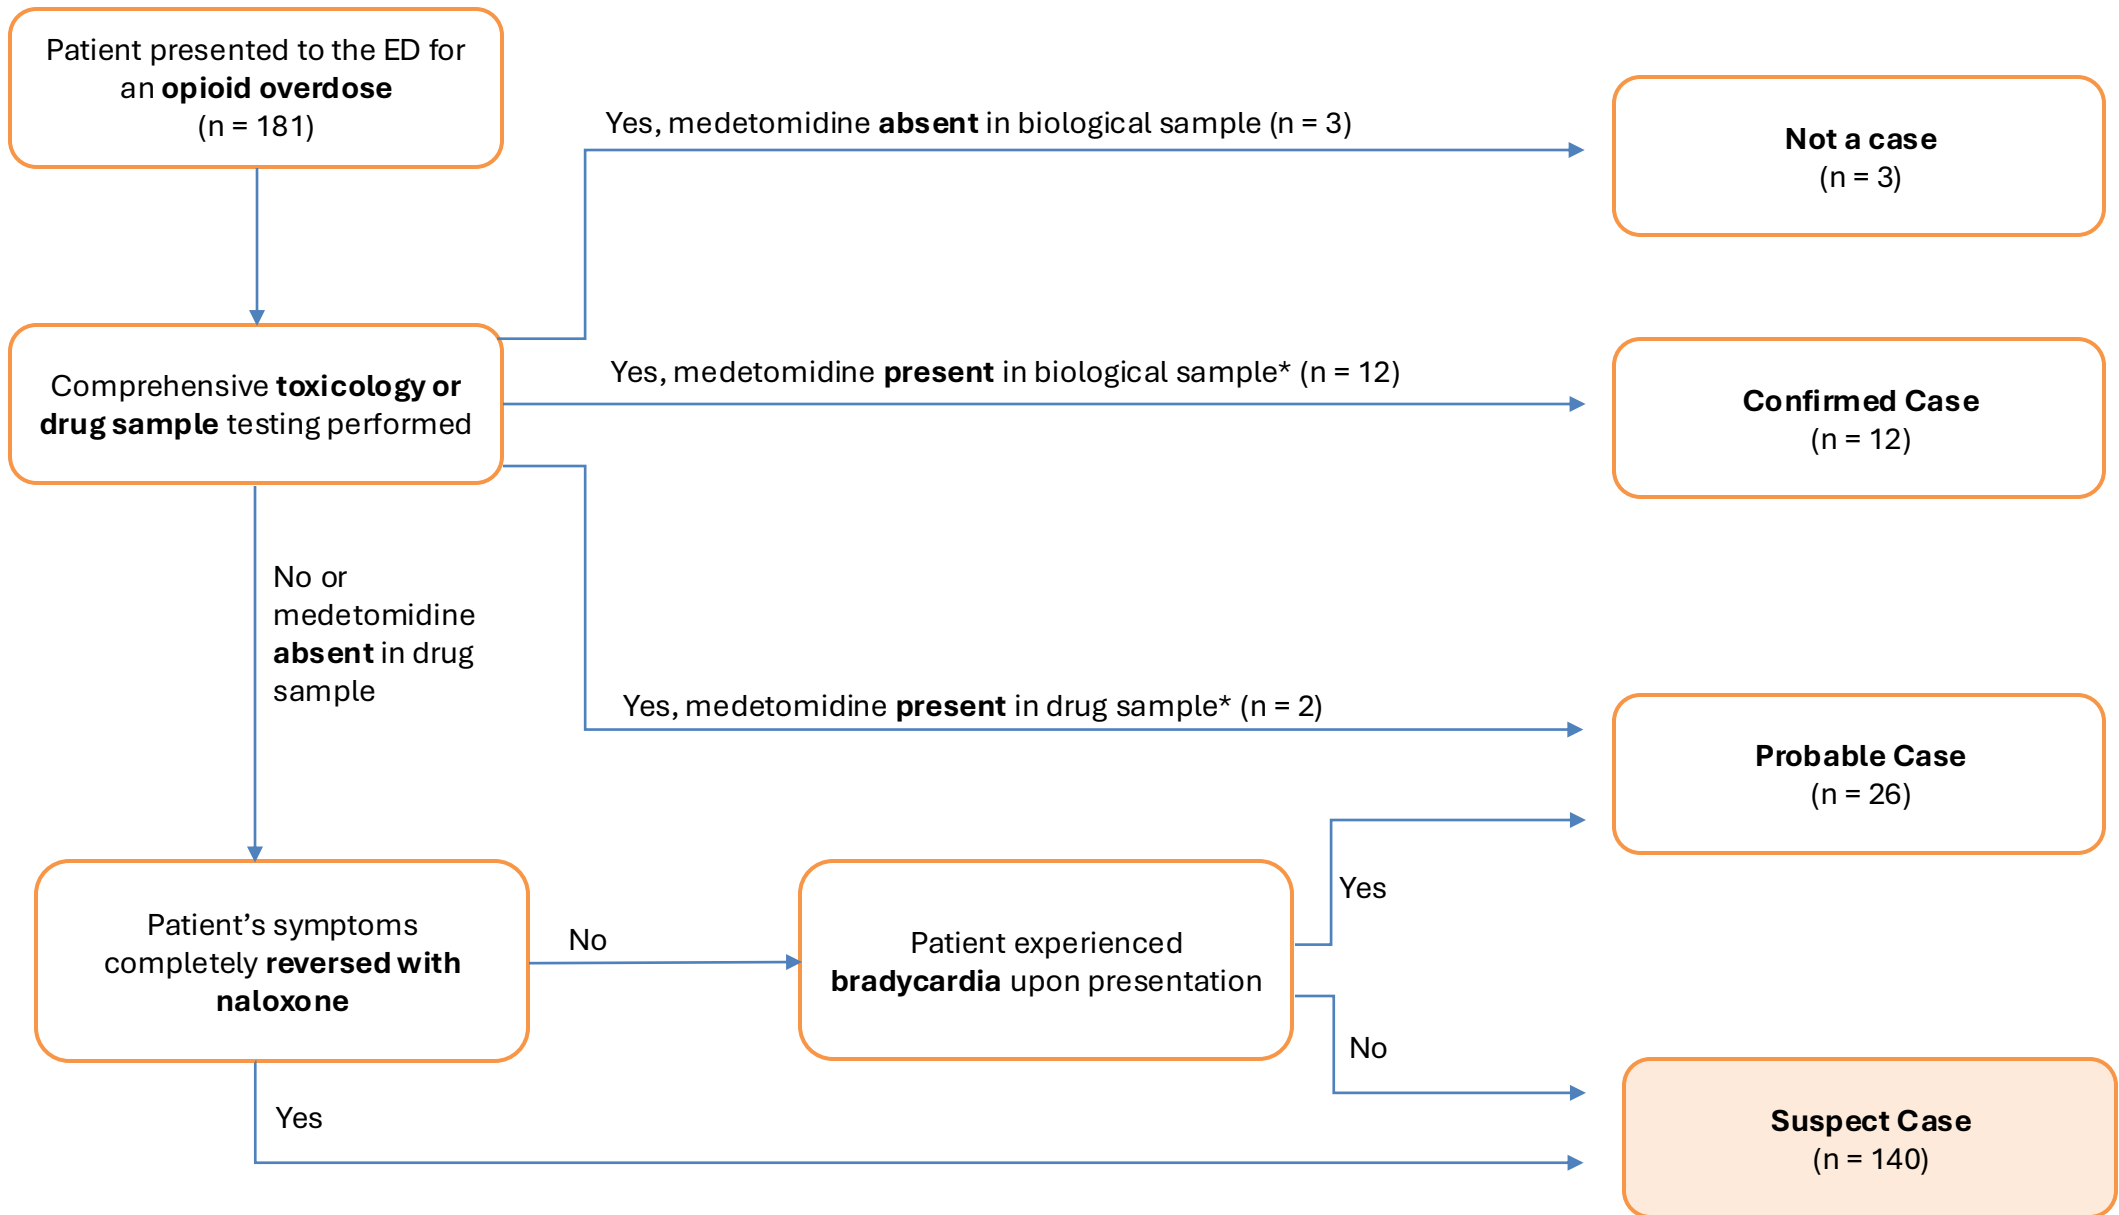 Patient presented to the ED for
an opioid overdose
(n = 181)
Yes, medetomidine absent in biological sample (n = 3)
Not a case
(n = 3)
Comprehensive toxicology or
drug sample testing performed
Yes, medetomidine present in biological sample* (n = 12)
Confirmed Case
(n = 12)
No or
medetomidine
absent in drug
sample
Yes, medetomidine present in drug sample* (n = 2)
Probable Case
(n = 26)
Patient’s symptoms
completely reversed with
naloxone
No
Patient experienced
bradycardia upon presentation
Yes
No
Yes
Suspect Case
(n = 140)